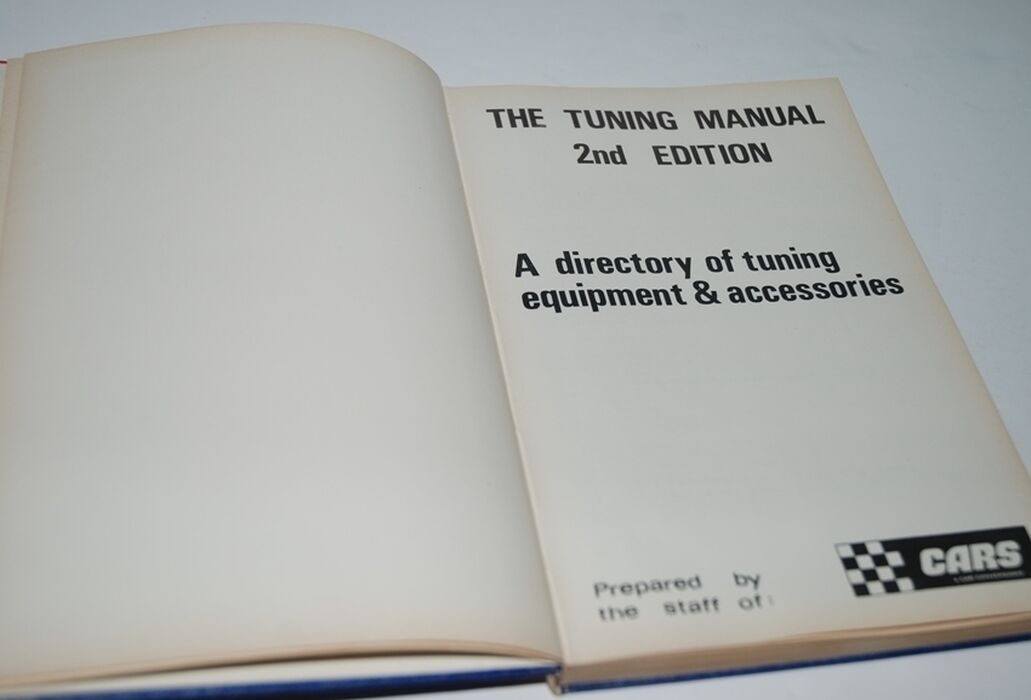 THE TUNING MANUAL
2nd EDITION
A directory of tuning
equipment & accessories
Prepared by
the staff of:
CARS